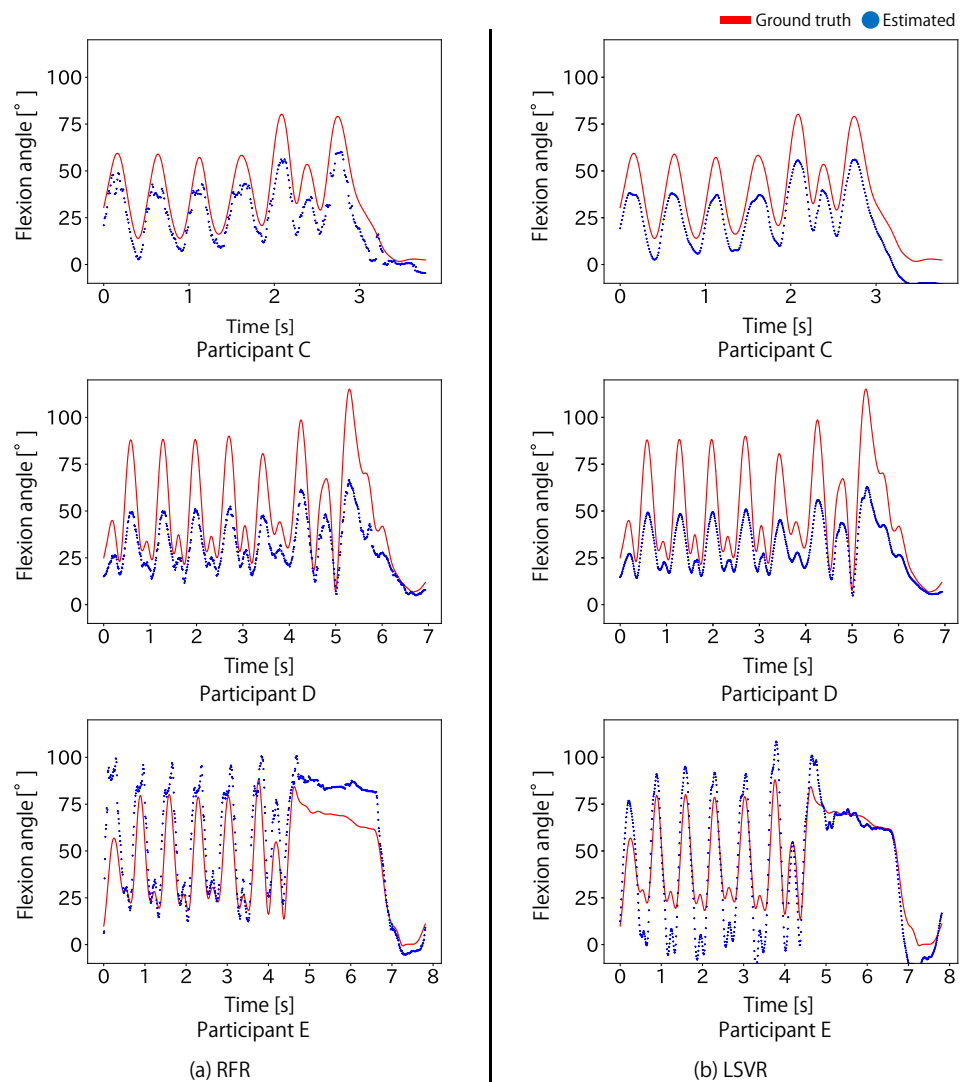 Ground truth Estimated
Flexion angle[˚ ]
100
75
50
25
0
0 1 2 3
Time [s]
Participant C
Flexion angle[˚ ]
100
75
50
25
0
0 1 2 3
Time [s]
Participant C
Flexion angle[˚ ]
100
75
50
25
0
0 1 2 3 4 5 6 7
Time [s]
Participant D
Flexion angle[˚ ]
100
75
50
25
0
0 1 2 3 4 5 6 7
Time [s]
Participant D
Flexion angle[˚ ]
100
75
50
25
0
0 1 2 3 4 5 6 7 8
Time [s]
Participant E
Flexion angle[˚ ]
100
75
50
25
0
0 1 2 3 4 5 6 7 8
Time [s]
Participant E
(a) RFR
(b) LSVR